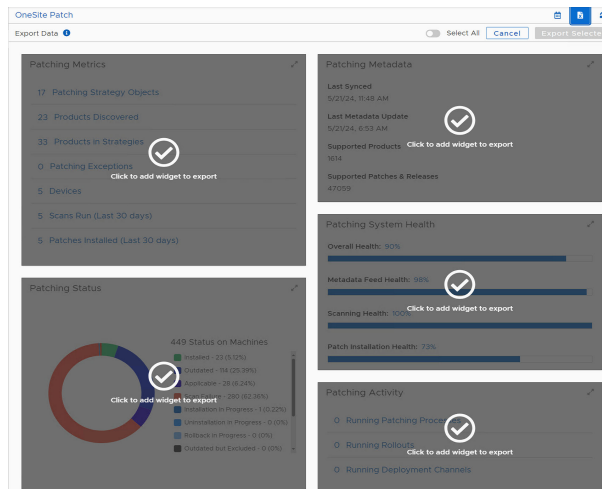 OneSite Patch
Export Data
Select All
Cancel
Export Selecte
Patching Metrics
17 Patching Strategy Objects
23 Products Discovered
33 Products in Strategies
0 Patching Exceptions
Click to add widget to export
5 Devices
5 Scans Run (Last 30 days)
5 Patches Installed (Last 30 days)
Patching Metadata
Last Synced
5/21/24, 11:48 AM
Last Metadata Update
5/21/24, 6:53 AM
Supported Products
Click to add widget to export
1614
Supported Patches & Releases
47059
Patching System Health
Overall Health: 90%
Metadata Feed Health: 98%
Click to add widget to export
Scanning Health: 100%
Patch Installation Health: 73%
Patching Status
449 Status on Machines
Installed - 23 (5.12%)
Outdated - 114 (25.39%)
Applicable - 28 (6.24%)
Scan Failure - 280 (62.36%)
Click to add widget to export
Installation in Progress - 1 (0.22%)
Uninstallation in Progress - 0 (0%)
Rollback in Progress - 0 (0%)
Outdated but Excluded - 0 (0%)
Patching Activity
0 Running Patching Processes
0 Running Rollouts
Click to add widget to export
0 Running Deployment Channels